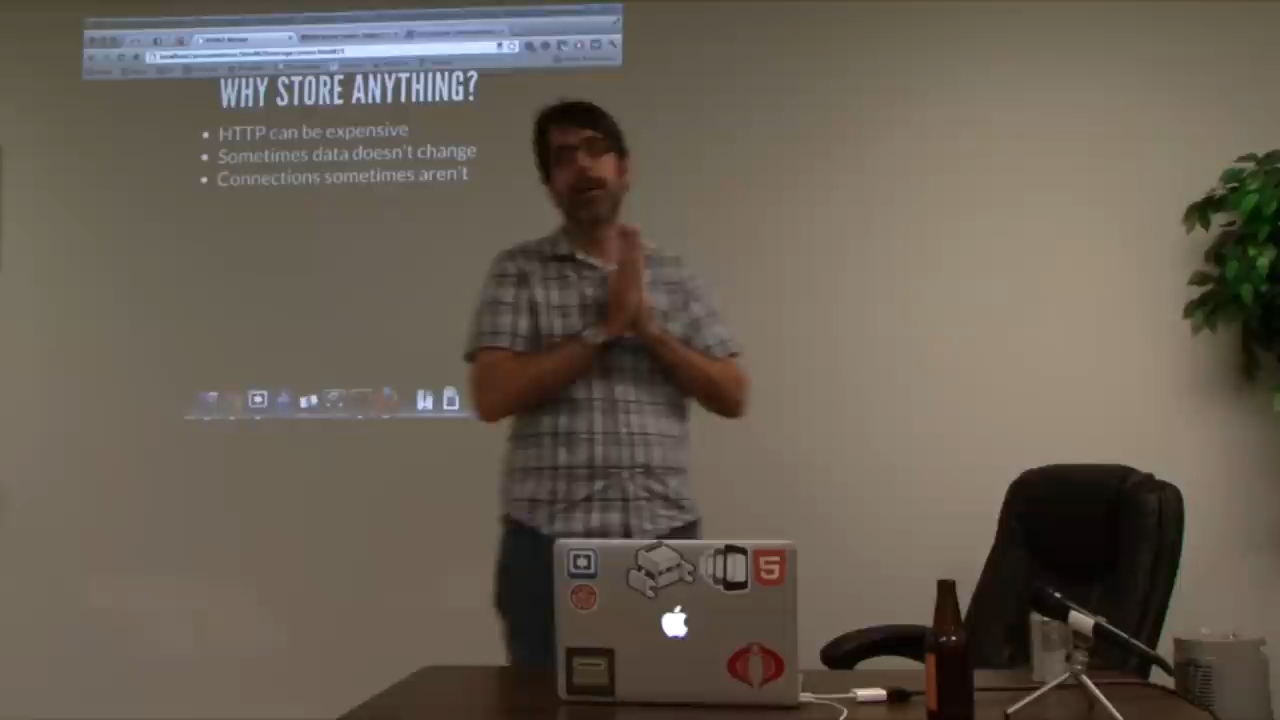 WHY STORE ANYTHING?
• HTTP can be expensive
• Sometimes data doesn't change
• Connections sometimes aren't
5